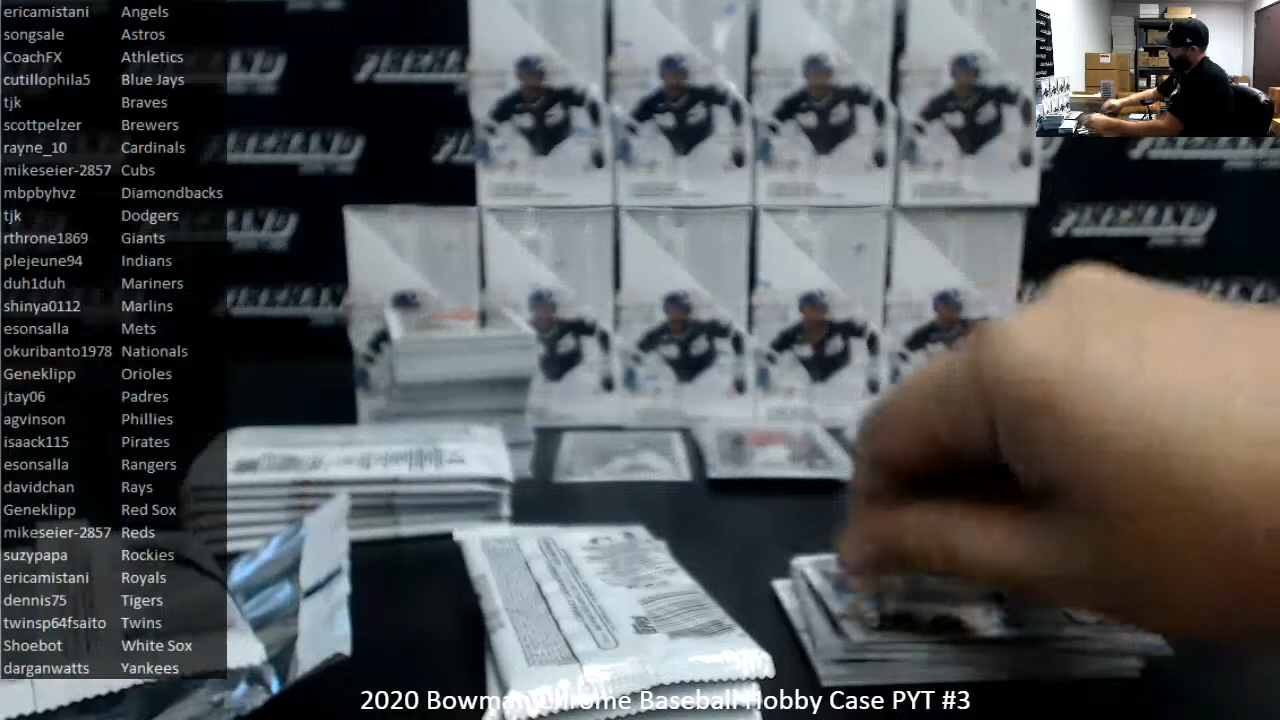 ericamistani Angels
songsale Astros
CoachFX Athletics
cutillophila5 Blue Jays
tjk Braves
scottpelzer Brewers
rayne_10 Cardinals
mikeseier-2857 Cubs
mbpbyhvz Diamondbacks
tjk Dodgers
rthrone1869 Giants
plejeune94 Indians
duh1duh Mariners
shinya0112 Marlins
esonsalla Mets
okuribanto1978 Nationals
Geneklipp Orioles
jtay06 Padres
agvinson Phillies
isaack115 Pirates
esonsalla Rangers
davidchan Rays
Geneklipp Red Sox
mikeseier-2857 Reds
suzypapa Rockies
ericamistani Royals
dennis75 Tigers
twinsp64fsaito Twins
Shoebot White Sox
darganwatts Yankees
2020 Bowman Chrome Baseball Hobby Case PYT #3